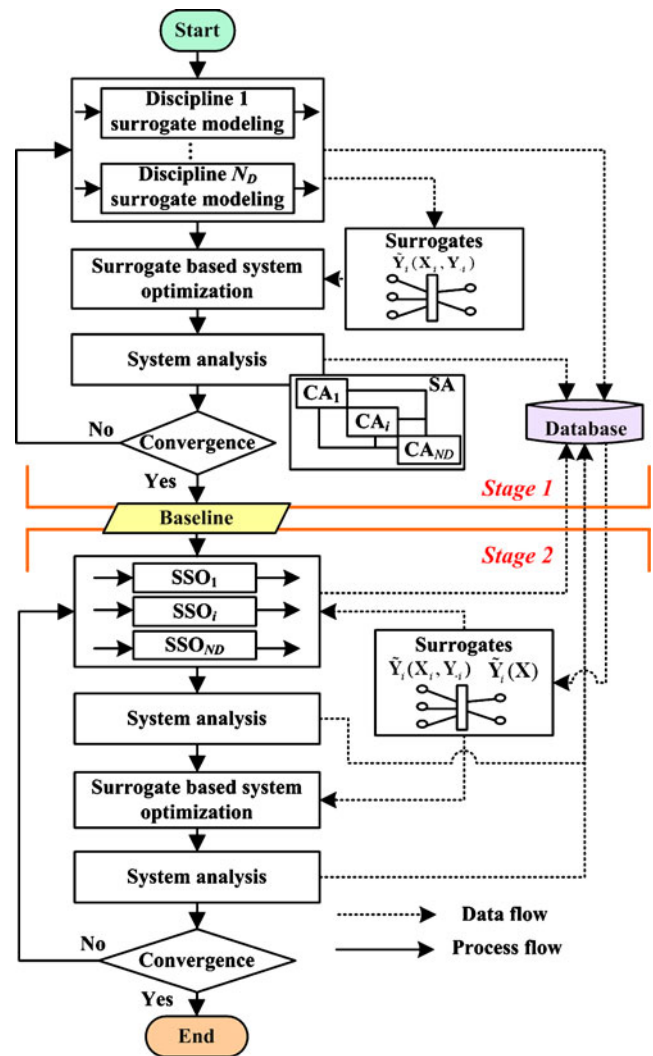 Start
Discipline 1
surrogate modeling
⋮
Discipline N_D
surrogate modeling
Surrogates
Ỹ_i(X_i, Y_·i)
Surrogate based system
optimization
System analysis
SA
CA_1
CA_i
CA_ND
Database
No
Convergence
Yes
Stage 1
Baseline
Stage 2
SSO_1
SSO_i
SSO_ND
Surrogates
Ỹ_i(X_i, Y_·i) Ỹ_i(X)
System analysis
Surrogate based system
optimization
System analysis
Data flow
Process flow
No
Convergence
Yes
End